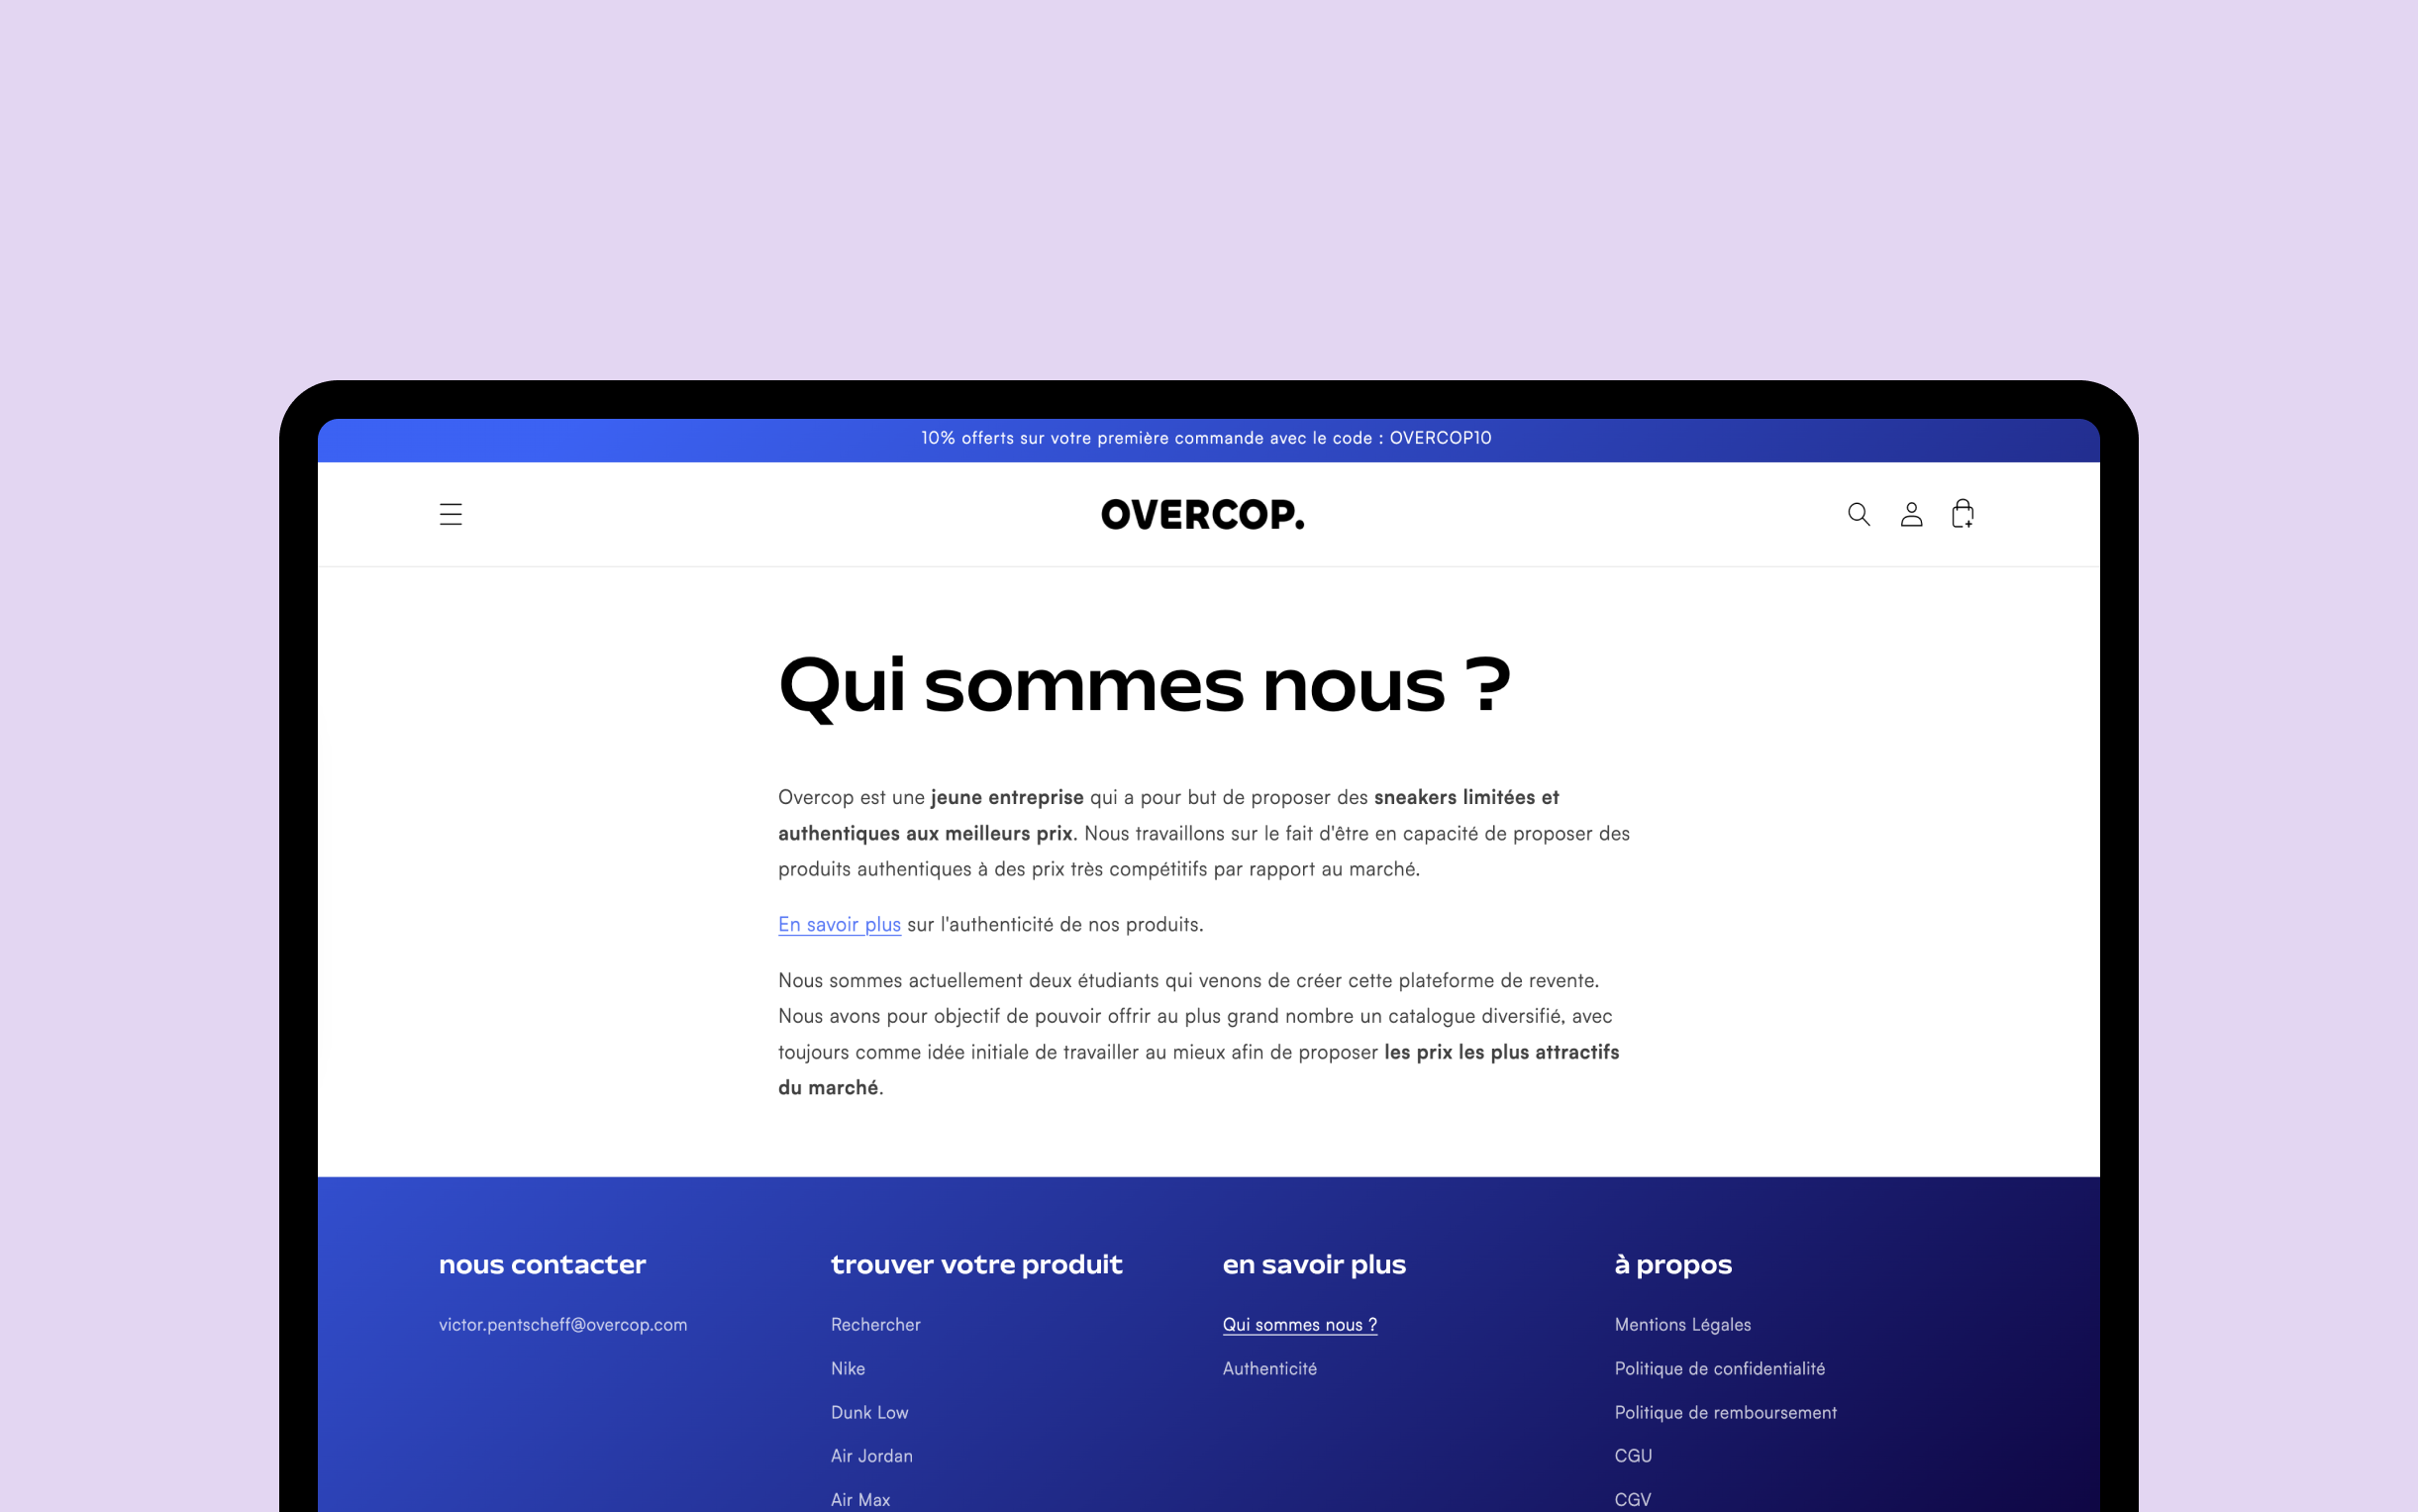 10% offerts sur votre première commande avec le code : OVERCOP10
OVERCOP.
Qui sommes nous ?
Overcop est une jeune entreprise qui a pour but de proposer des sneakers limitées et
authentiques aux meilleurs prix. Nous travaillons sur le fait d'être en capacité de proposer des
produits authentiques à des prix très compétitifs par rapport au marché.
En savoir plus sur l'authenticité de nos produits.
Nous sommes actuellement deux étudiants qui venons de créer cette plateforme de revente.
Nous avons pour objectif de pouvoir offrir au plus grand nombre un catalogue diversifié, avec
toujours comme idée initiale de travailler au mieux afin de proposer les prix les plus attractifs
du marché.
nous contacter
victor.pentscheff@overcop.com
trouver votre produit
Rechercher
Nike
Dunk Low
Air Jordan
Air Max
en savoir plus
Qui sommes nous ?
Authenticité
à propos
Mentions Légales
Politique de confidentialité
Politique de remboursement
CGU
CGV